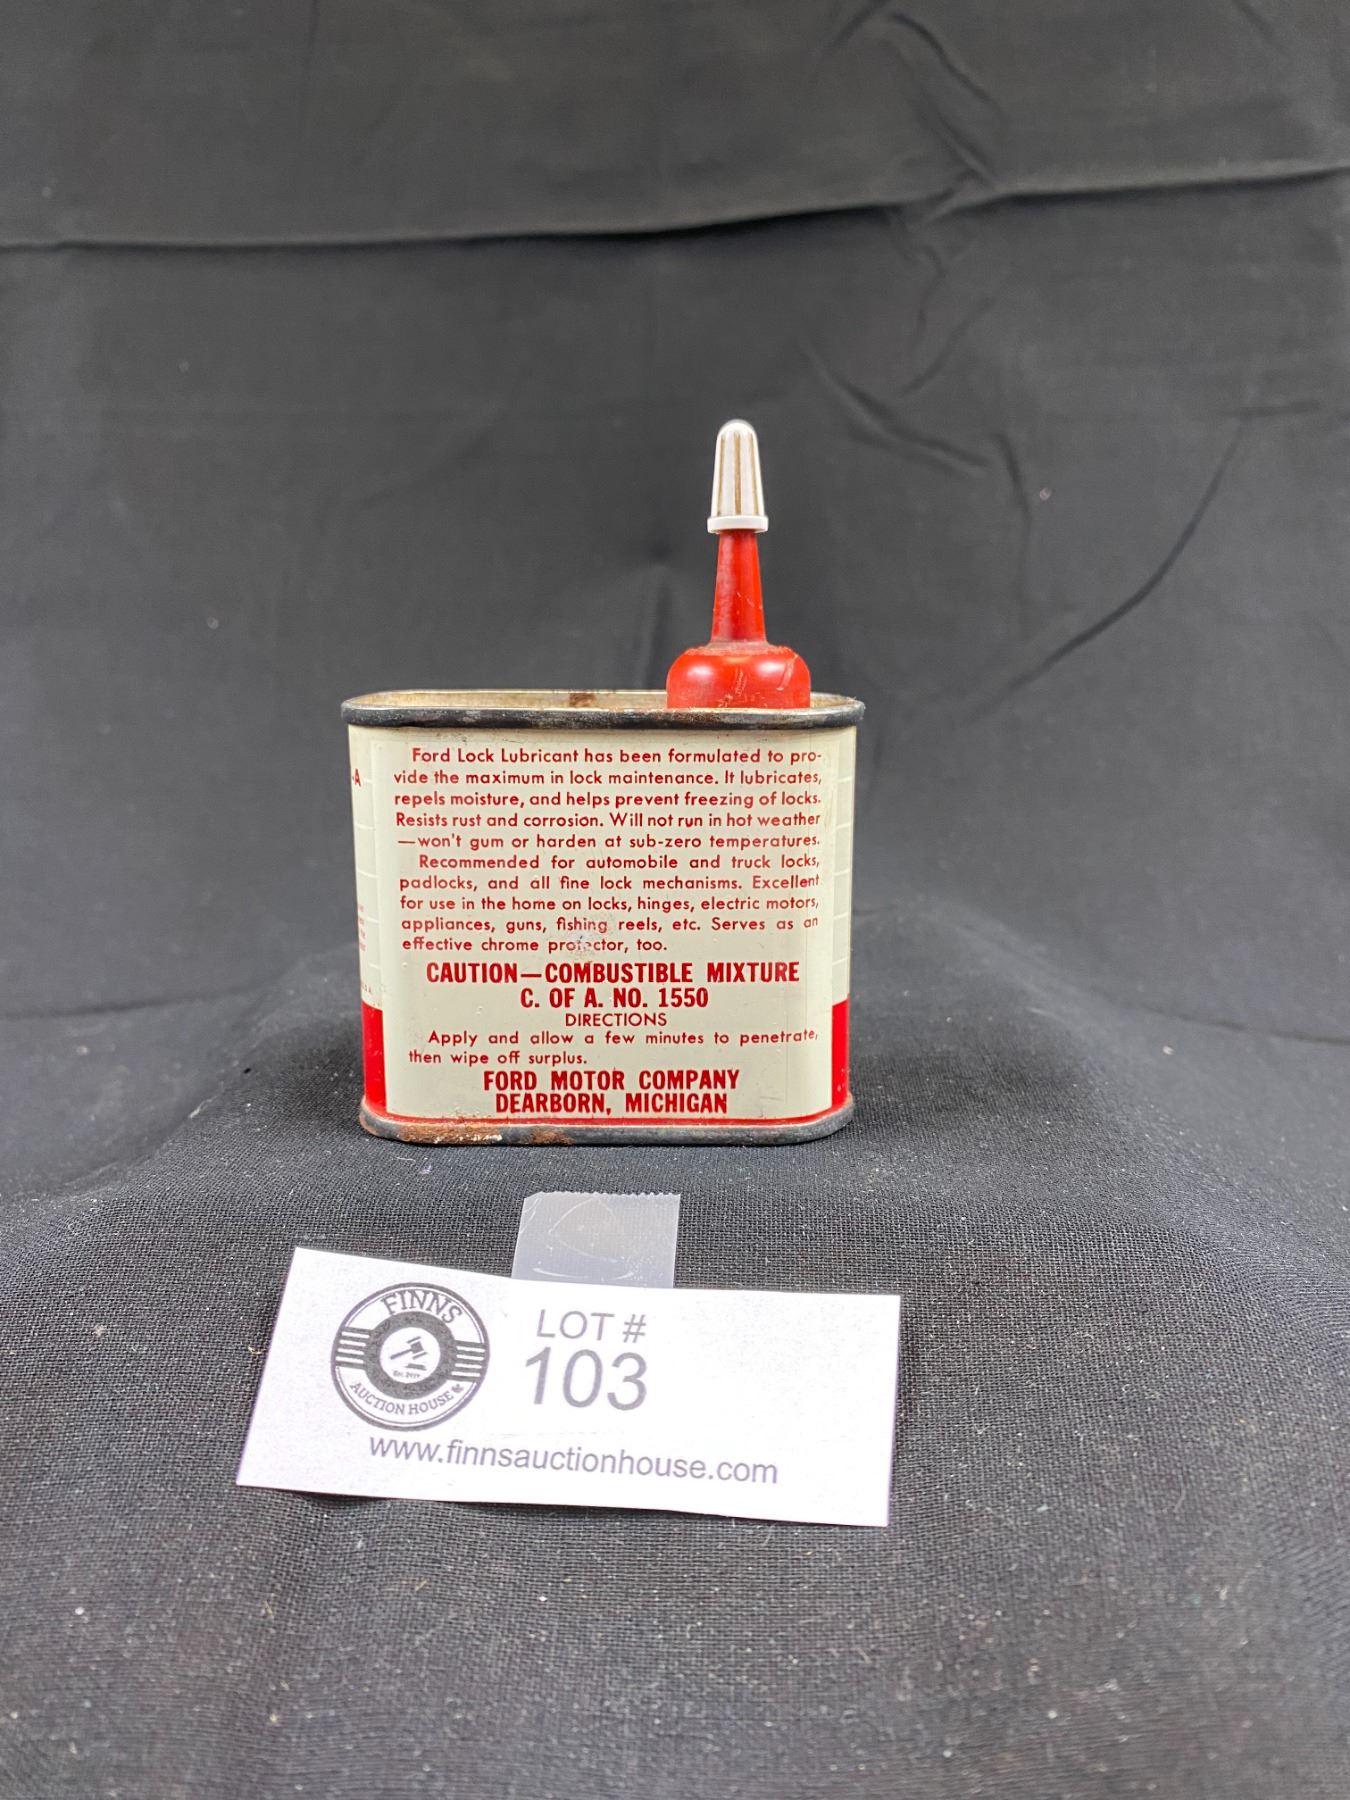 Ford Lock Lubricant has been formulated to pro-
vide the maximum in lock maintenance. It lubricates,
repels moisture, and helps prevent freezing of locks.
Resists rust and corrosion. Will not run in hot weather
—won't gum or harden at sub-zero temperatures.
Recommended for automobile and truck locks,
padlocks, and all fine lock mechanisms. Excellent
for use in the home on locks, hinges, electric motors,
appliances, guns, fishing reels, etc. Serves as an
effective chrome protector, too.
CAUTION—COMBUSTIBLE MIXTURE
C. OF A. NO. 1550
DIRECTIONS
Apply and allow a few minutes to penetrate,
then wipe off surplus.
FORD MOTOR COMPANY
DEARBORN, MICHIGAN
-A
FINNS
AUCTION HOUSE
LOT #
103
www.finnsauctionhouse.com